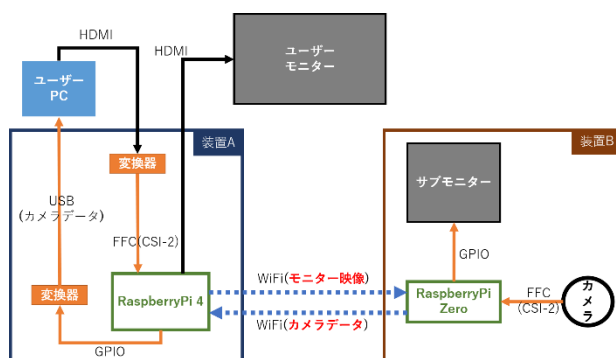 HDMI
HDMI
ユーザー
モニター
ユーザー
PC
装置A
装置B
変換器
サブモニター
USB
(カメラデータ)
FFC(CSI-2)
GPIO
WiFi(モニター映像)
変換器
RaspberryPi 4
RaspberryPi
Zero
FFC
(CSI-2)
カメラ
WiFi(カメラデータ)
GPIO